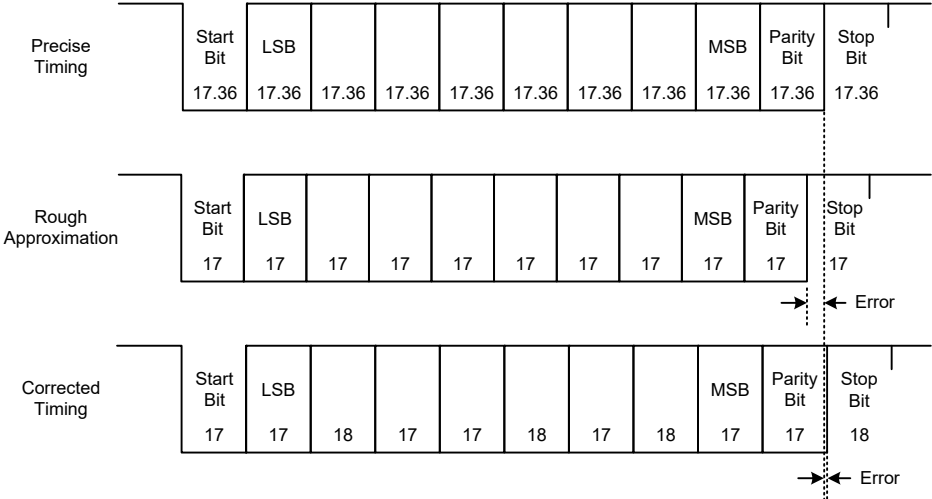 Precise
Timing
Start
Bit
LSB
MSB
Parity
Bit
Stop
Bit
17.36 17.36 17.36 17.36 17.36 17.36 17.36 17.36 17.36 17.36 17.36
Rough
Approximation
Start
Bit
LSB
MSB
Parity
Bit
Stop
Bit
17 17 17 17 17 17 17 17 17 17 17
Error
Corrected
Timing
Start
Bit
LSB
MSB
Parity
Bit
Stop
Bit
17 17 18 17 17 18 17 18 17 17 18
Error